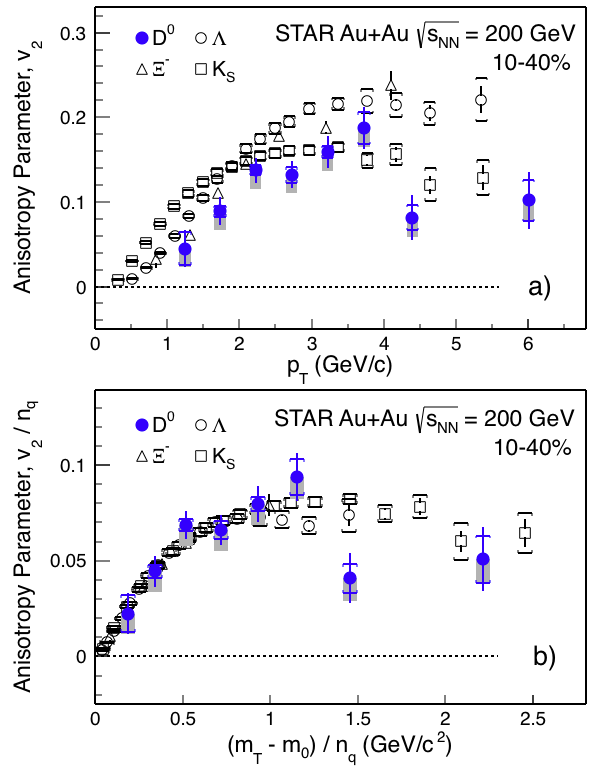 0.3
0.2
0.1
0
Anisotropy Parameter, v2
D0 Λ
Ξ- KS
STAR Au+Au √sNN = 200 GeV
10-40%
a)
0 1 2 3 4 5 6
pT (GeV/c)
0.1
0.05
0
Anisotropy Parameter, v2 / nq
D0 Λ
Ξ- KS
STAR Au+Au √sNN = 200 GeV
10-40%
b)
0 0.5 1 1.5 2 2.5
(mT - m0) / nq (GeV/c2)